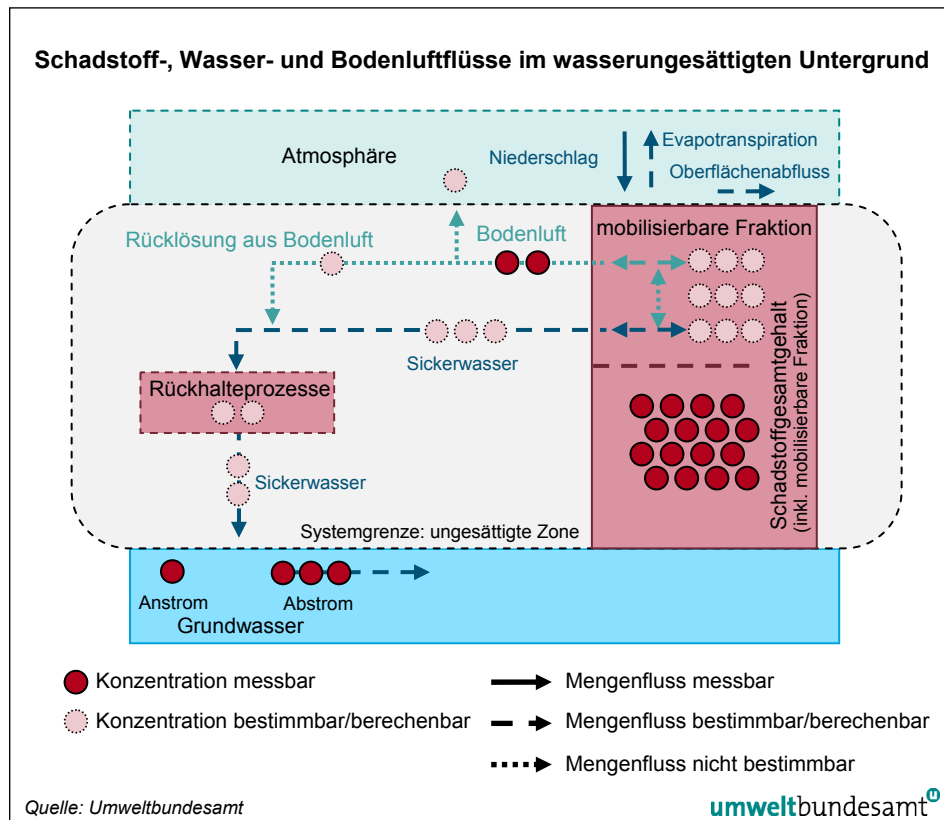 Schadstoff-, Wasser- und Bodenluftflüsse im wasserungesättigten Untergrund
Atmosphäre
Niederschlag
Evapotranspiration
Oberflächenabfluss
Rücklösung aus Bodenluft
Bodenluft
mobilisierbare Fraktion
Sickerwasser
Rückhalteprozesse
Schadstoffgesamtgehalt
(inkl. mobilisierbare Fraktion)
Sickerwasser
Systemgrenze: ungesättigte Zone
Anstrom
Abstrom
Grundwasser
Konzentration messbar
Konzentration bestimmbar/berechenbar
Mengenfluss messbar
Mengenfluss bestimmbar/berechenbar
Mengenfluss nicht bestimmbar
Quelle: Umweltbundesamt
umweltbundesamt
u